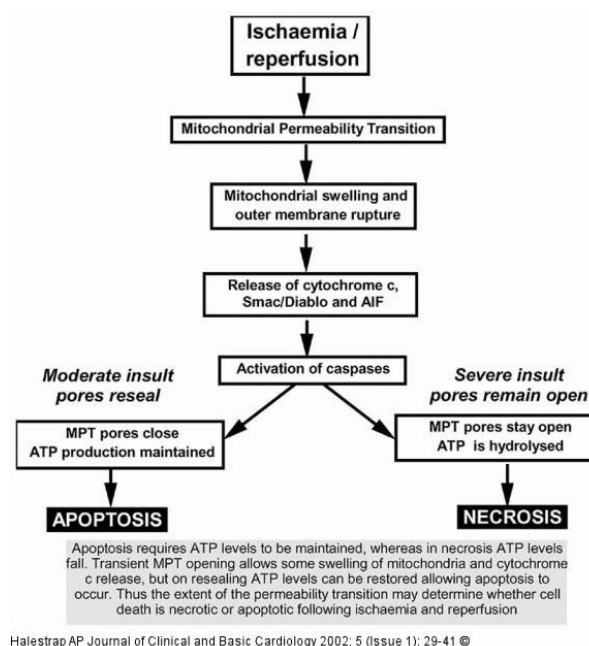 Ischaemia /
reperfusion
Mitochondrial Permeability Transition
Mitochondrial swelling and
outer membrane rupture
Release of cytochrome c,
Smac/Diablo and AIF
Activation of caspases
Moderate insult
pores reseal
Severe insult
pores remain open
MPT pores close
ATP production maintained
MPT pores stay open
ATP is hydrolysed
APOPTOSIS
NECROSIS
Apoptosis requires ATP levels to be maintained, whereas in necrosis ATP levels
fall. Transient MPT opening allows some swelling of mitochondria and cytochrome
c release, but on resealing ATP levels can be restored allowing apoptosis to
occur. Thus the extent of the permeability transition may determine whether cell
death is necrotic or apoptotic following ischaemia and reperfusion
Halestrap AP Journal of Clinical and Basic Cardiology 2002; 5 (Issue 1): 29-41 ©